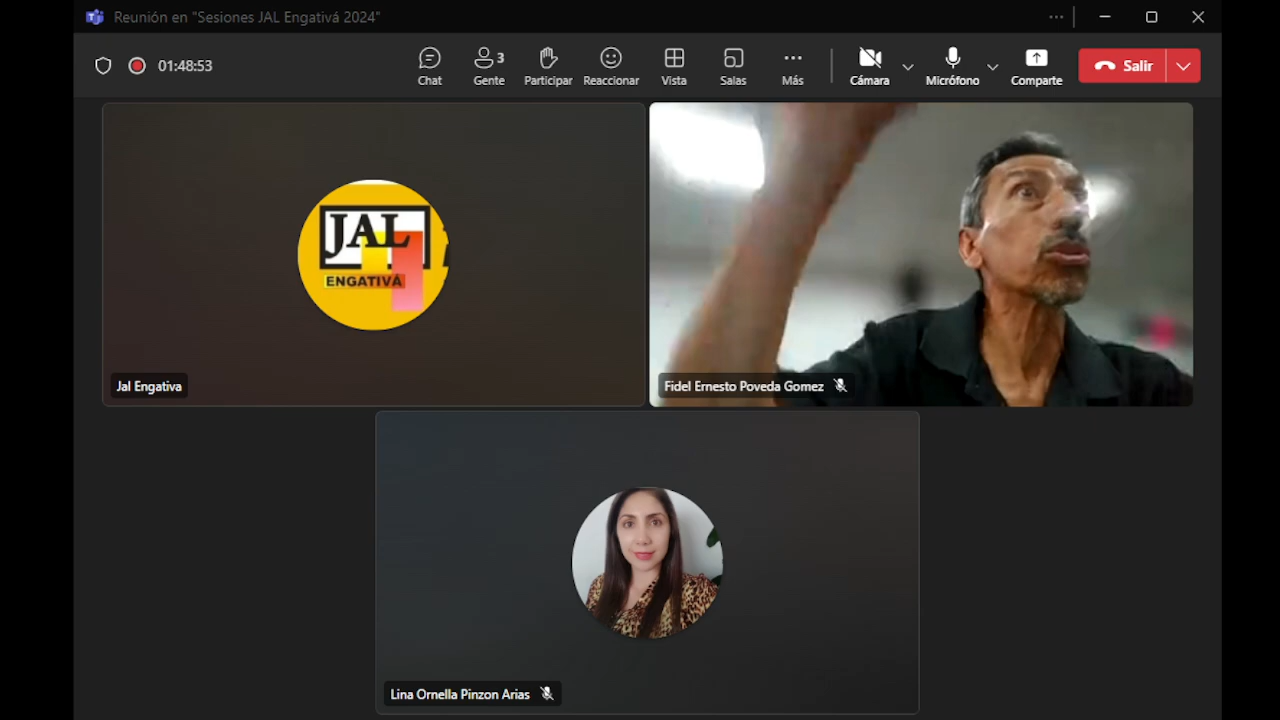 Reunión en "Sesiones JAL Engativá 2024"
01:48:53
Chat
Gente
3
Participar
Reaccionar
Vista
Salas
Más
Cámara
Micrófono
Comparte
Salir
JAL
ENGATIVÁ
Jal Engativa
Fidel Ernesto Poveda Gomez
Lina Ornella Pinzon Arias